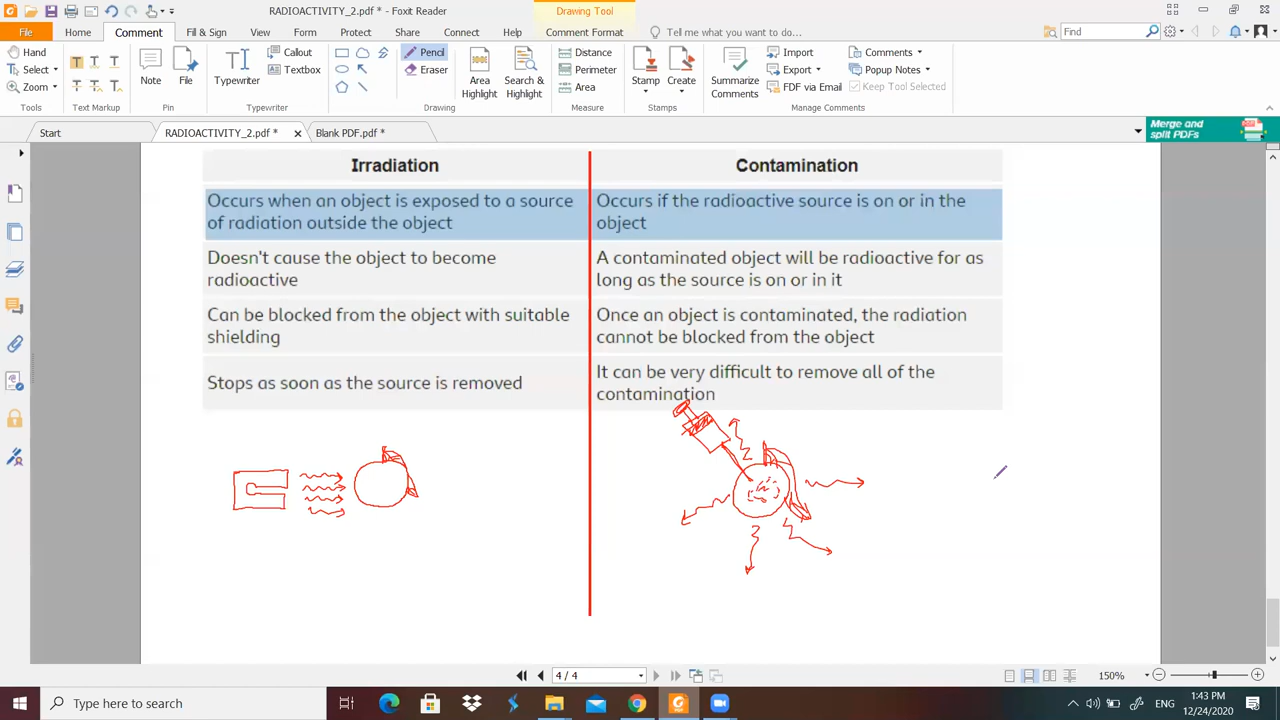 RADIOACTIVITY_2.pdf * - Foxit Reader
Drawing Tool
File
Home
Comment
Fill & Sign
View
Form
Protect
Share
Connect
Help
Comment Format
Tell me what you want to do...
Find
Hand
Select
Zoom
Tools
Text Markup
Note
File
Pin
Typewriter
Callout
Textbox
Typewriter
Pencil
Eraser
Drawing
Area
Highlight
Search &
Highlight
Distance
Perimeter
Area
Measure
Stamp
Create
Stamps
Summarize
Comments
Import
Export
FDF via Email
Comments
Popup Notes
Keep Tool Selected
Manage Comments
Start
RADIOACTIVITY_2.pdf *
Blank PDF.pdf *
Merge and
split PDFs
Irradiation
Contamination
Occurs when an object is exposed to a source
of radiation outside the object
Occurs if the radioactive source is on or in the
object
Doesn't cause the object to become
radioactive
A contaminated object will be radioactive for as
long as the source is on or in it
Can be blocked from the object with suitable
shielding
Once an object is contaminated, the radiation
cannot be blocked from the object
Stops as soon as the source is removed
It can be very difficult to remove all of the
contamination
4 / 4
150%
Type here to search
ENG
1:43 PM
12/24/2020